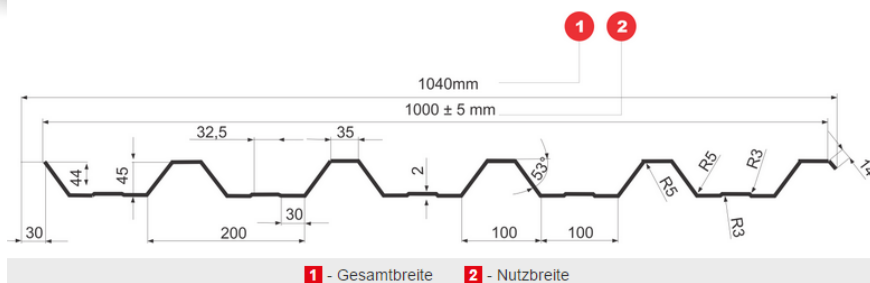 1 2
1040mm
1000 ± 5 mm
32,5 35
44 45 2 53° R5 R3 14
30 R5
30 200 100 100 R3
1 - Gesamtbreite 2 - Nutzbreite